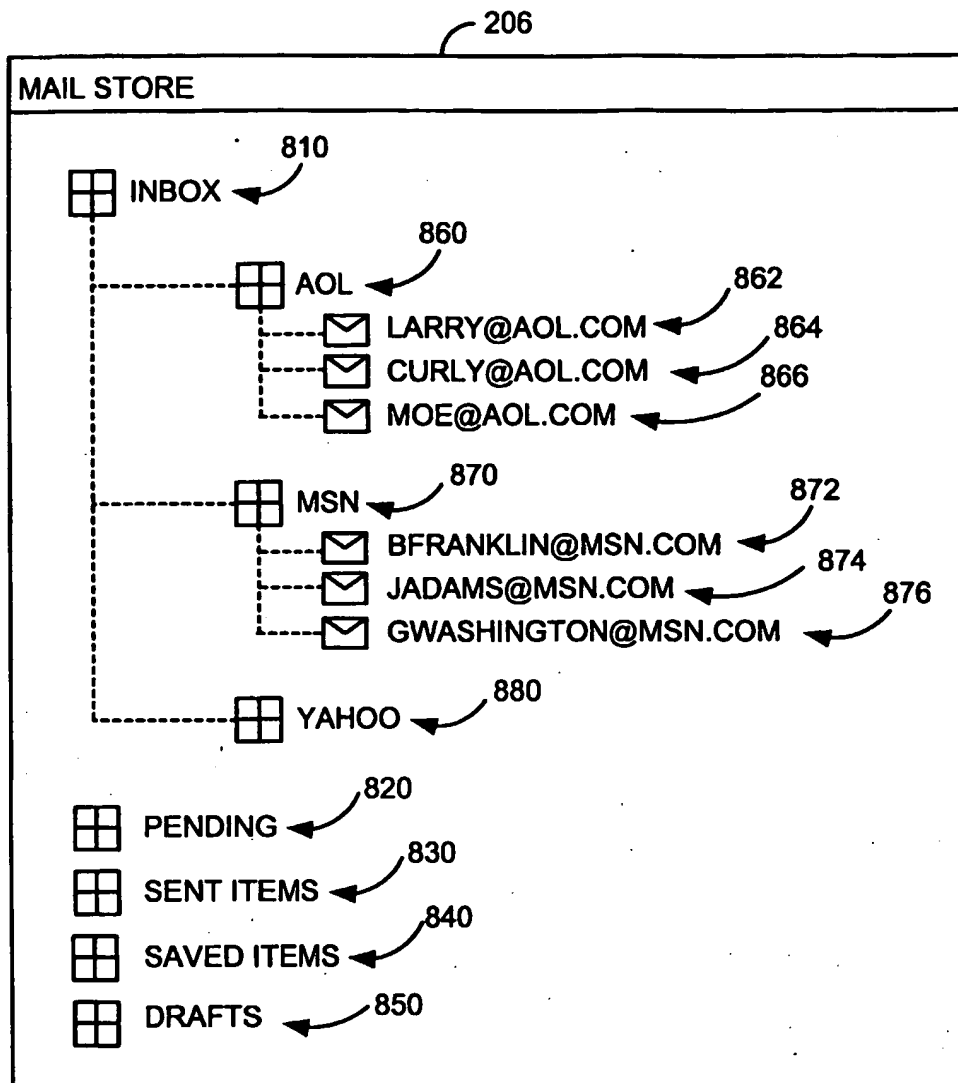 206
MAIL STORE
810
INBOX
860
AOL
862
LARRY@AOL.COM
864
CURLY@AOL.COM
866
MOE@AOL.COM
870
MSN
872
BFRANKLIN@MSN.COM
874
JADAMS@MSN.COM
876
GWASHINGTON@MSN.COM
880
YAHOO
820
PENDING
830
SENT ITEMS
840
SAVED ITEMS
850
DRAFTS